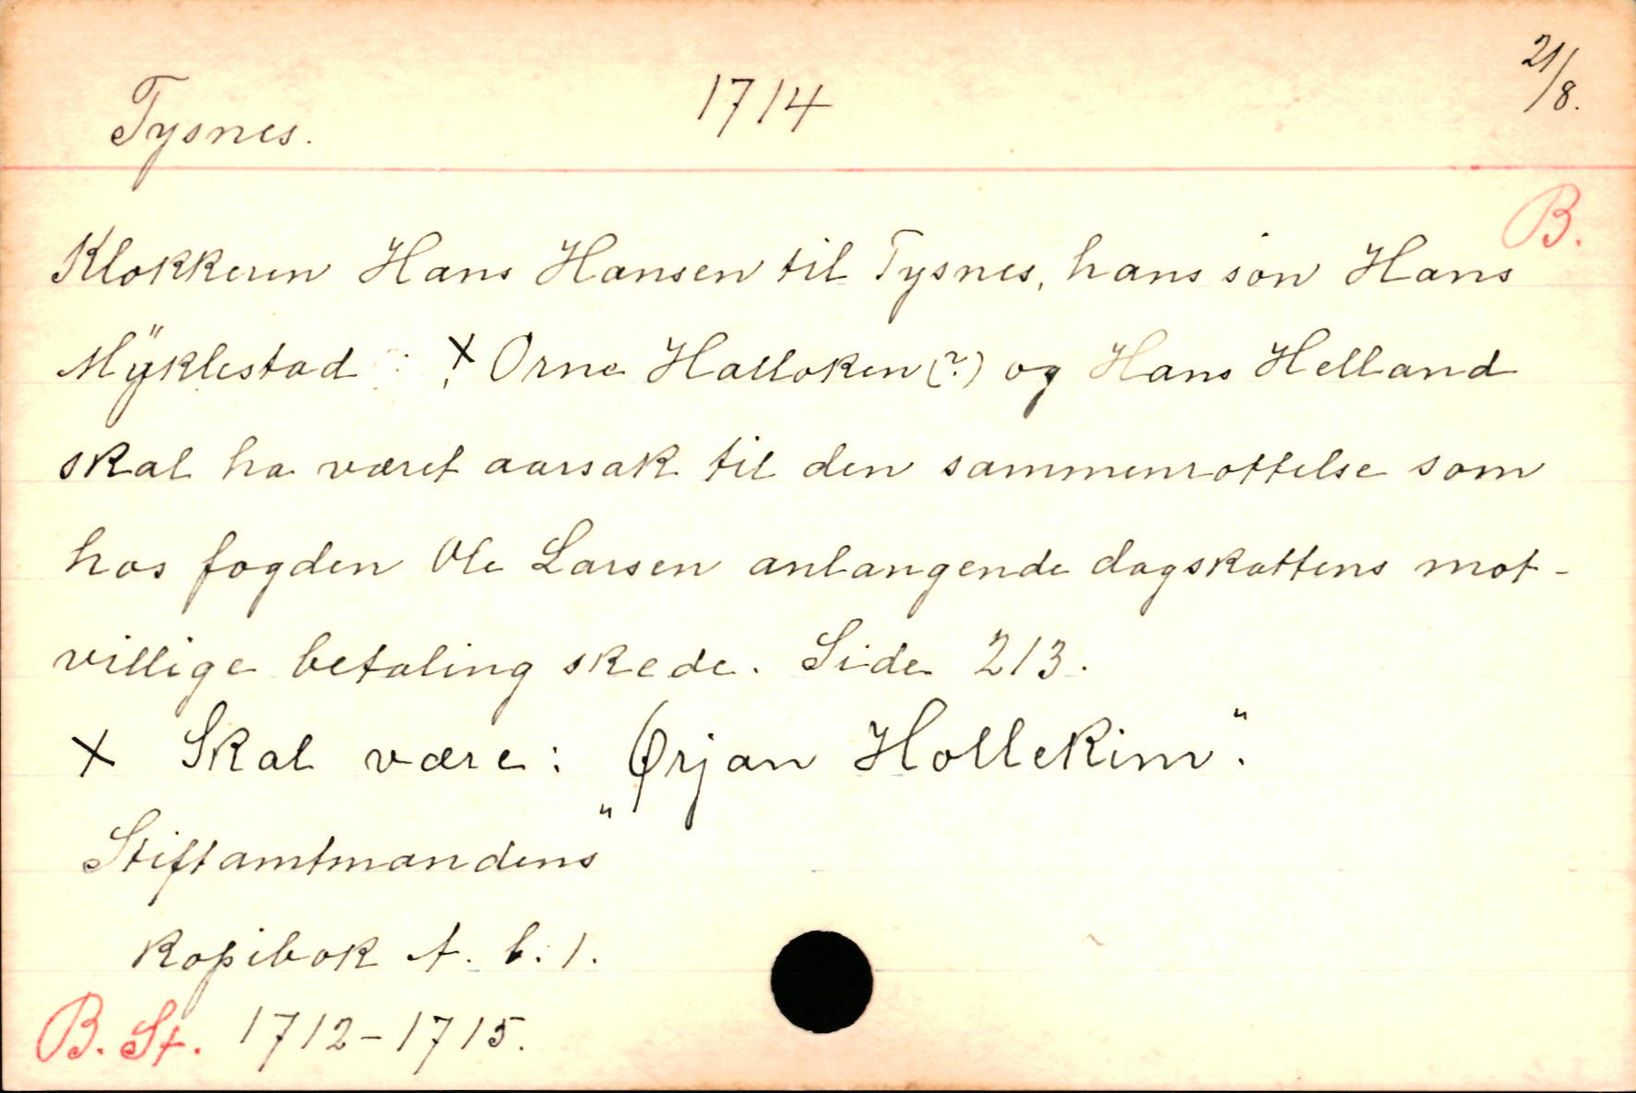 Tysnes. 1714 21/8.
B.
Klokkeren Hans Hansen til Tysnes, hans søn Hans
Mÿklestad : X Orne Halloken (?) og Hans Helland
skal ha været aarsak til den sammenrottelse som
hos fogden Ole Larsen anlangende dagskattens mot-
villige betaling skede. Side 213.
X Skal være: "Ørjan Hollekim".
Stiftamtmandens
Kopibok A. b. 1.
B. St. 1712-1715.